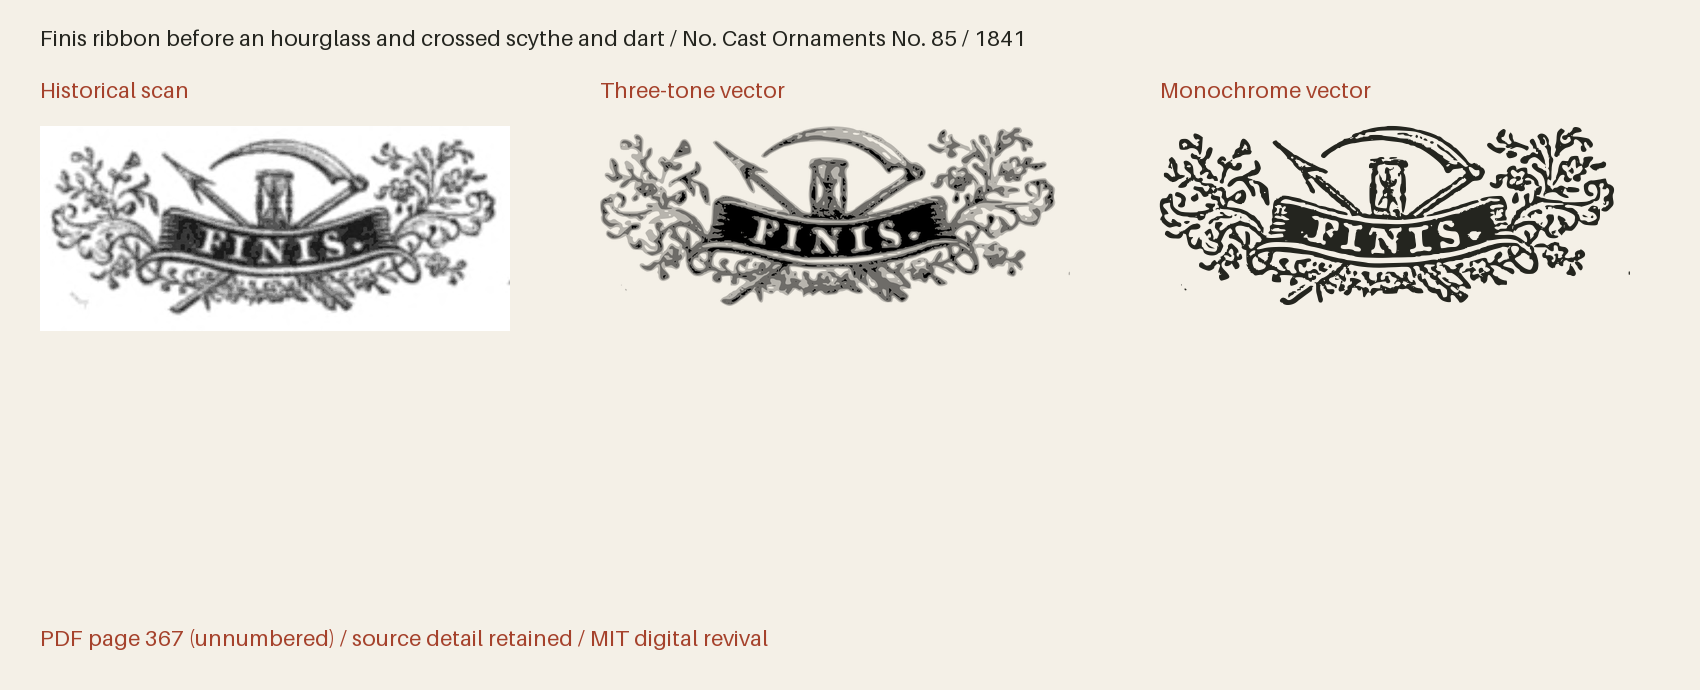 Finis ribbon before an hourglass and crossed scythe and dart / No. Cast Ornaments No. 85 / 1841
Historical scan
Three-tone vector
Monochrome vector
FINIS.
FINIS.
FINIS.
PDF page 367 (unnumbered) / source detail retained / MIT digital revival